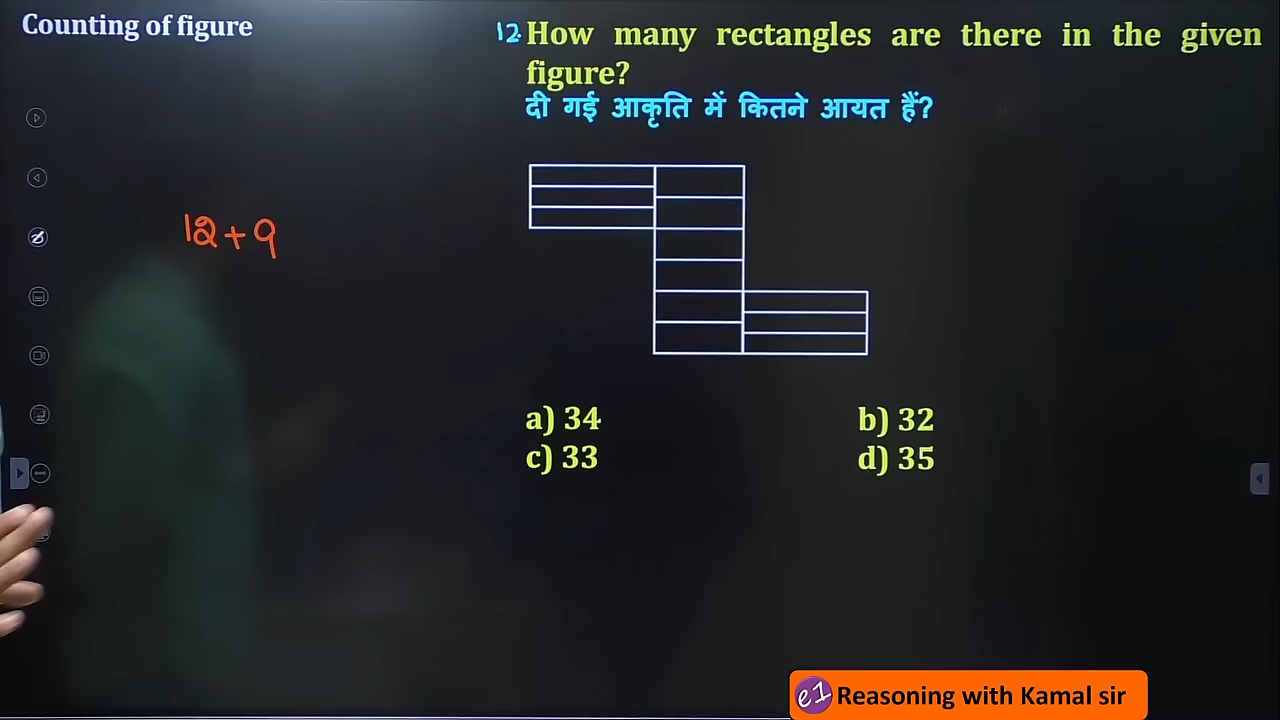 Counting of figure
12. How many rectangles are there in the given
figure?
दी गई आकृति में कितने आयत हैं?
12+9
a) 34
b) 32
c) 33
d) 35
e1 Reasoning with Kamal sir